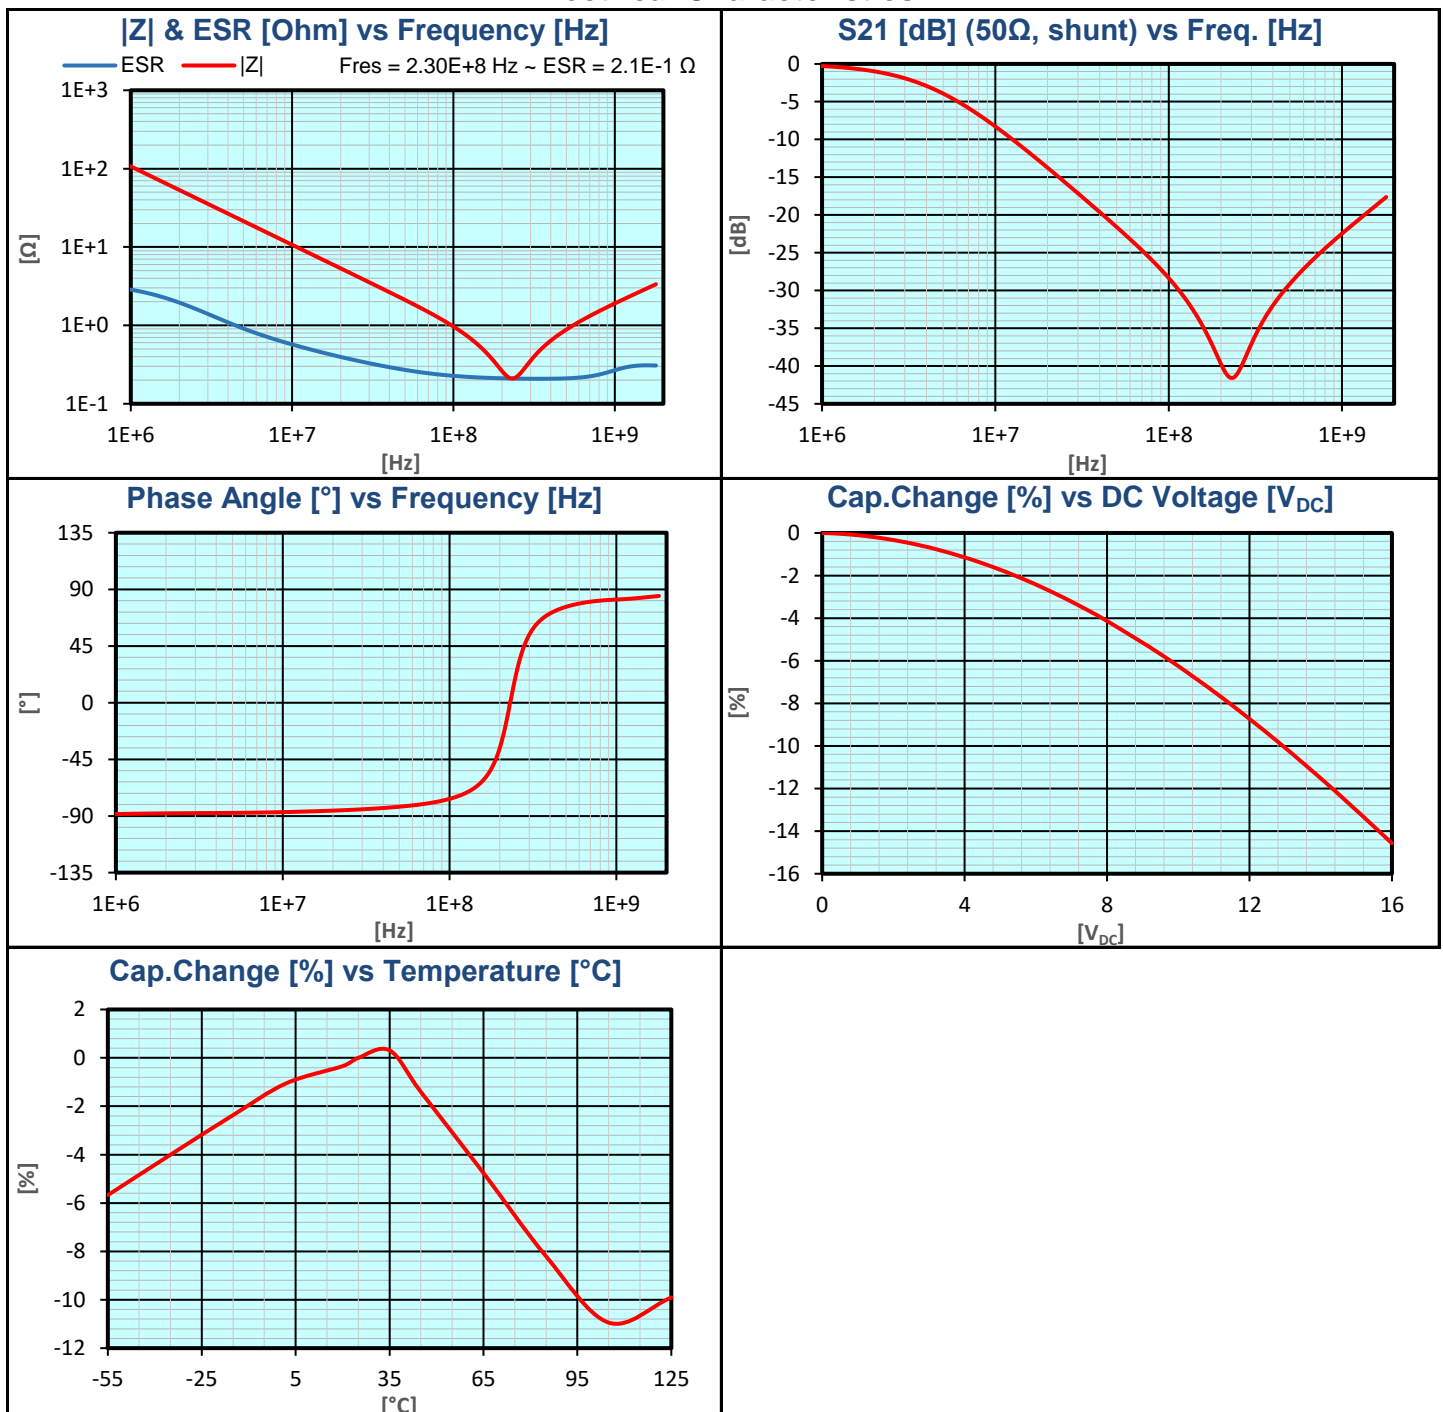 |Z| & ESR [Ohm] vs Frequency [Hz]
ESR |Z| Fres = 2.30E+8 Hz ~ ESR = 2.1E-1 Ω
1E+3
1E+2
1E+1
1E+0
1E-1
[Ω]
1E+6 1E+7 1E+8 1E+9
[Hz]
S21 [dB] (50Ω, shunt) vs Freq. [Hz]
0
-5
-10
-15
-20
-25
-30
-35
-40
-45
[dB]
1E+6 1E+7 1E+8 1E+9
[Hz]
Phase Angle [°] vs Frequency [Hz]
135
90
45
0
-45
-90
-135
[°]
1E+6 1E+7 1E+8 1E+9
[Hz]
Cap.Change [%] vs DC Voltage [VDC]
0
-2
-4
-6
-8
-10
-12
-14
-16
[%]
0 4 8 12 16
[VDC]
Cap.Change [%] vs Temperature [°C]
2
0
-2
-4
-6
-8
-10
-12
[%]
-55 -25 5 35 65 95 125
[°C]